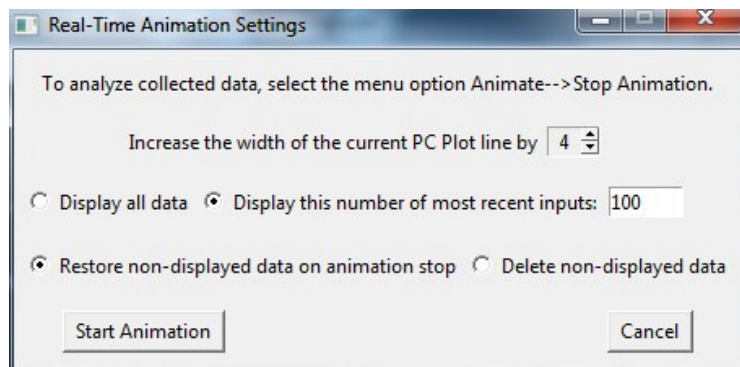 Real-Time Animation Settings
To analyze collected data, select the menu option Animate-->Stop Animation.
Increase the width of the current PC Plot line by 4
Display all data Display this number of most recent inputs: 100
Restore non-displayed data on animation stop Delete non-displayed data
Start Animation Cancel